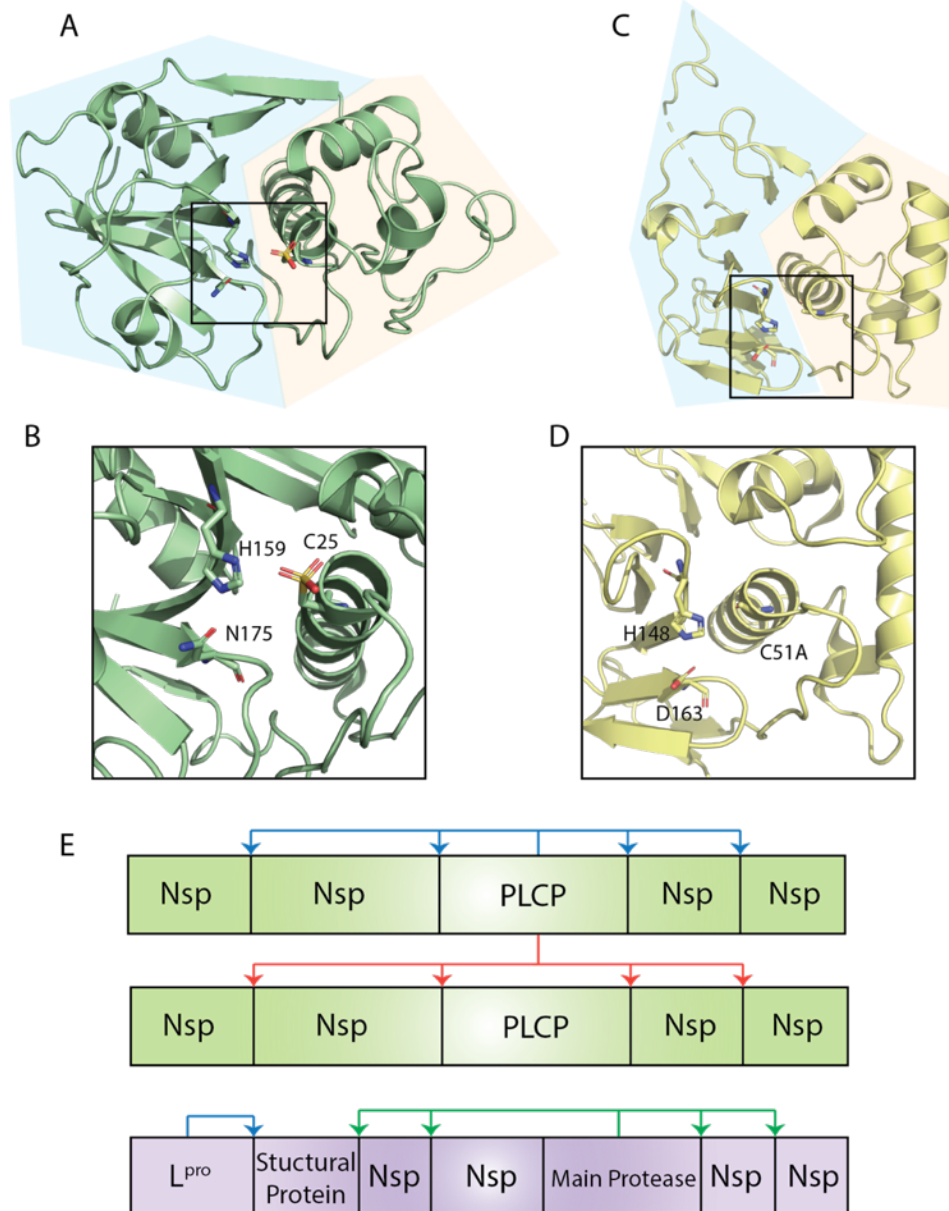 A
C
B
H159
C25
N175
D
H148
C51A
D163
E
Nsp
Nsp
PLCP
Nsp
Nsp
Nsp
Nsp
PLCP
Nsp
Nsp
Lpro
Stuctural
Protein
Nsp
Nsp
Main Protease
Nsp
Nsp